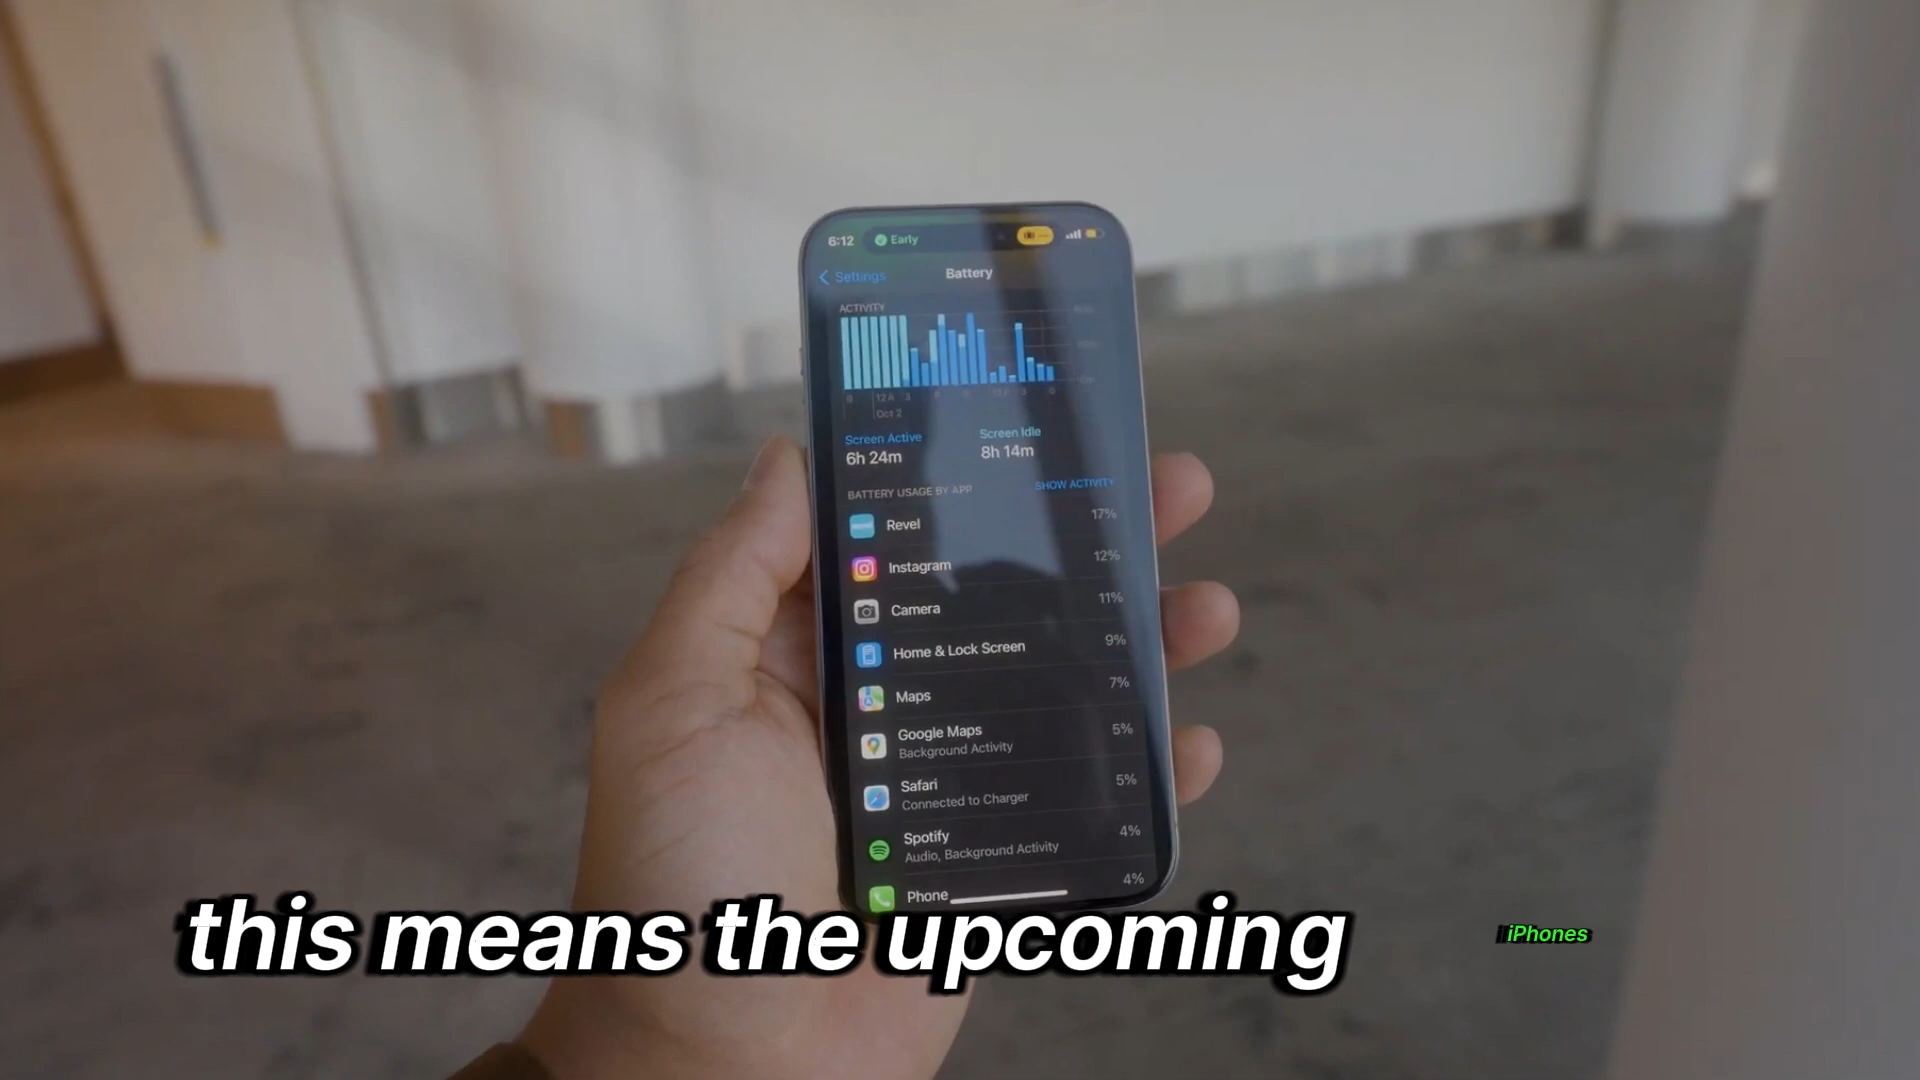 6:12 Early
Settings Battery
ACTIVITY
12 A 3
Oct 2
Screen Active Screen Idle
6h 24m 8h 14m
BATTERY USAGE BY APP SHOW ACTIVITY
Revel 17%
Instagram 12%
Camera 11%
Home & Lock Screen 9%
Maps 7%
Google Maps 5%
Background Activity
Safari 5%
Connected to Charger
Spotify 4%
Audio, Background Activity
Phone 4%
this means the upcoming iPhones